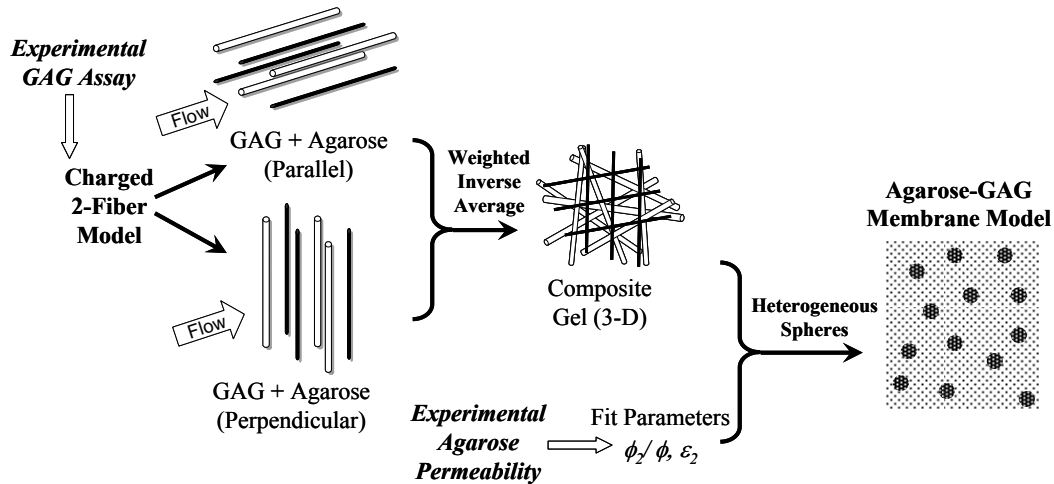 Experimental
GAG Assay
Flow
GAG + Agarose
(Parallel)
Charged
2-Fiber
Model
Flow
GAG + Agarose
(Perpendicular)
Weighted
Inverse
Average
Composite
Gel (3-D)
Experimental
Agarose
Permeability
Fit Parameters
ϕ₂/ ϕ, ε₂
Heterogeneous
Spheres
Agarose-GAG
Membrane Model